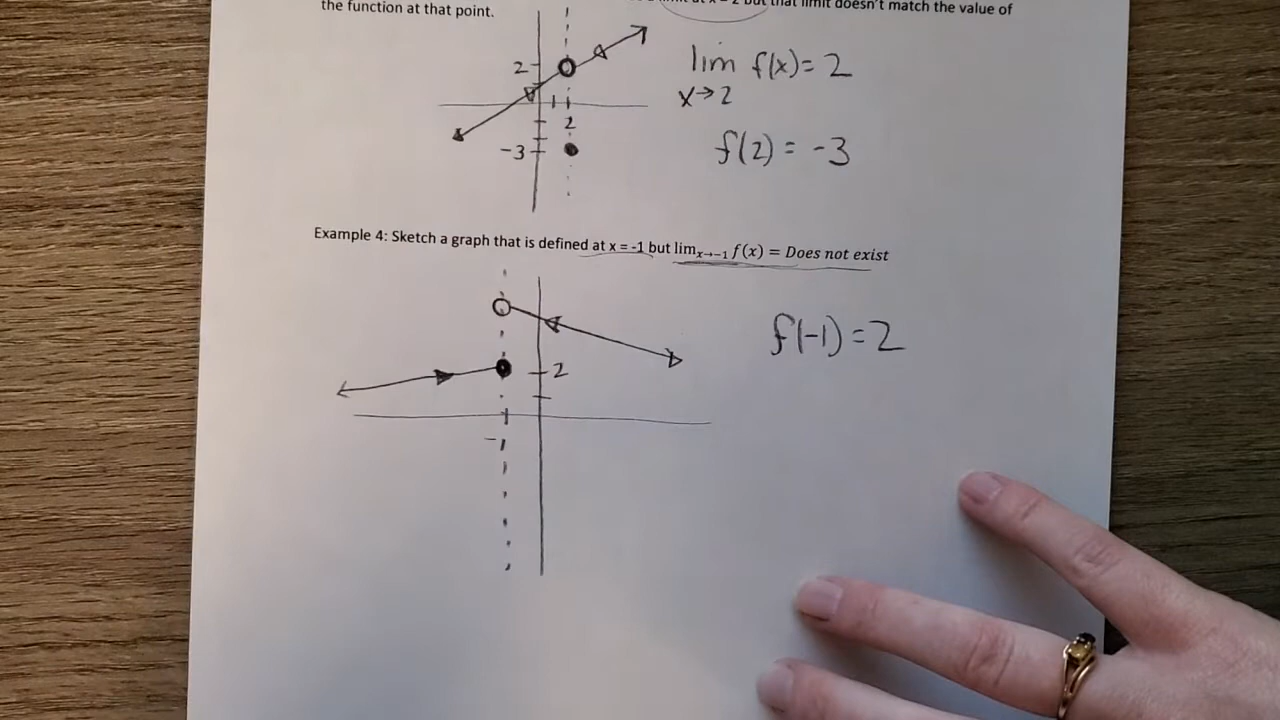 limit at x = 2 but that limit doesn't match the value of
the function at that point.
2
2
-3
lim f(x) = 2
x→2
f(2) = -3
Example 4: Sketch a graph that is defined at x = -1 but lim x→-1 f(x) = Does not exist
2
-1
f(-1) = 2